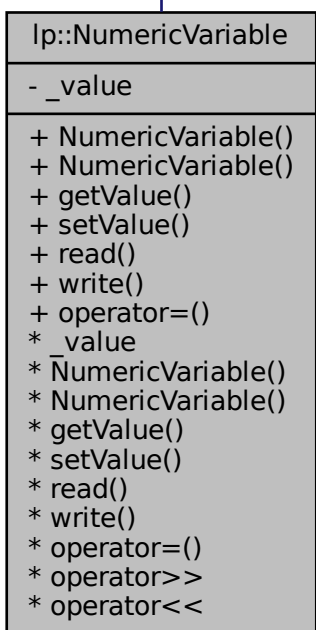 lp::NumericVariable
- _value
+ NumericVariable()
+ NumericVariable()
+ getValue()
+ setValue()
+ read()
+ write()
+ operator=()
* _value
* NumericVariable()
* NumericVariable()
* getValue()
* setValue()
* read()
* write()
* operator=()
* operator>>
* operator<<